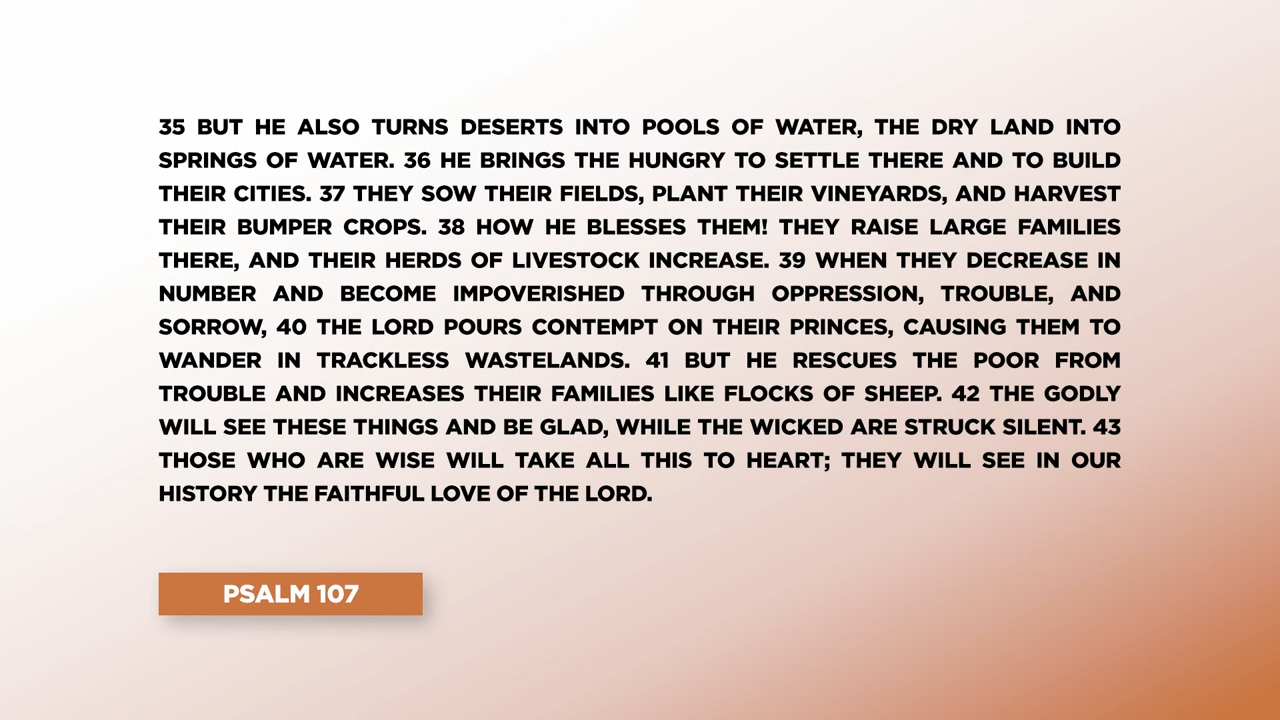 35 BUT HE ALSO TURNS DESERTS INTO POOLS OF WATER, THE DRY LAND INTO
SPRINGS OF WATER. 36 HE BRINGS THE HUNGRY TO SETTLE THERE AND TO BUILD
THEIR CITIES. 37 THEY SOW THEIR FIELDS, PLANT THEIR VINEYARDS, AND HARVEST
THEIR BUMPER CROPS. 38 HOW HE BLESSES THEM! THEY RAISE LARGE FAMILIES
THERE, AND THEIR HERDS OF LIVESTOCK INCREASE. 39 WHEN THEY DECREASE IN
NUMBER AND BECOME IMPOVERISHED THROUGH OPPRESSION, TROUBLE, AND
SORROW, 40 THE LORD POURS CONTEMPT ON THEIR PRINCES, CAUSING THEM TO
WANDER IN TRACKLESS WASTELANDS. 41 BUT HE RESCUES THE POOR FROM
TROUBLE AND INCREASES THEIR FAMILIES LIKE FLOCKS OF SHEEP. 42 THE GODLY
WILL SEE THESE THINGS AND BE GLAD, WHILE THE WICKED ARE STRUCK SILENT. 43
THOSE WHO ARE WISE WILL TAKE ALL THIS TO HEART; THEY WILL SEE IN OUR
HISTORY THE FAITHFUL LOVE OF THE LORD.
PSALM 107